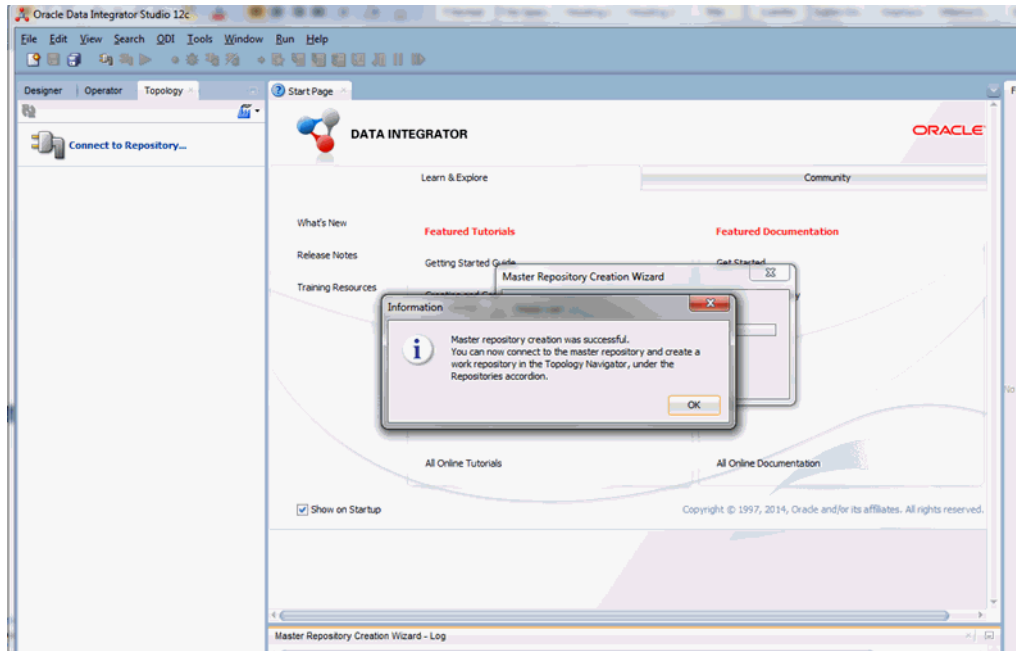 Oracle Data Integrator Studio 12c
File Edit View Search ODI Tools Window Run Help
Designer Operator Topology
Start Page
Connect to Repository...
DATA INTEGRATOR
ORACLE
Learn & Explore
Community
What's New
Featured Tutorials
Featured Documentation
Release Notes
Getting Started Guide
Get Started
Training Resources
Master Repository Creation Wizard
Information
Master repository creation was successful.
You can now connect to the master repository and create a
work repository in the Topology Navigator, under the
Repositories accordion.
OK
No
All Online Tutorials
All Online Documentation
Show on Startup
Copyright © 1997, 2014, Oracle and/or its affiliates. All rights reserved.
Master Repository Creation Wizard - Log